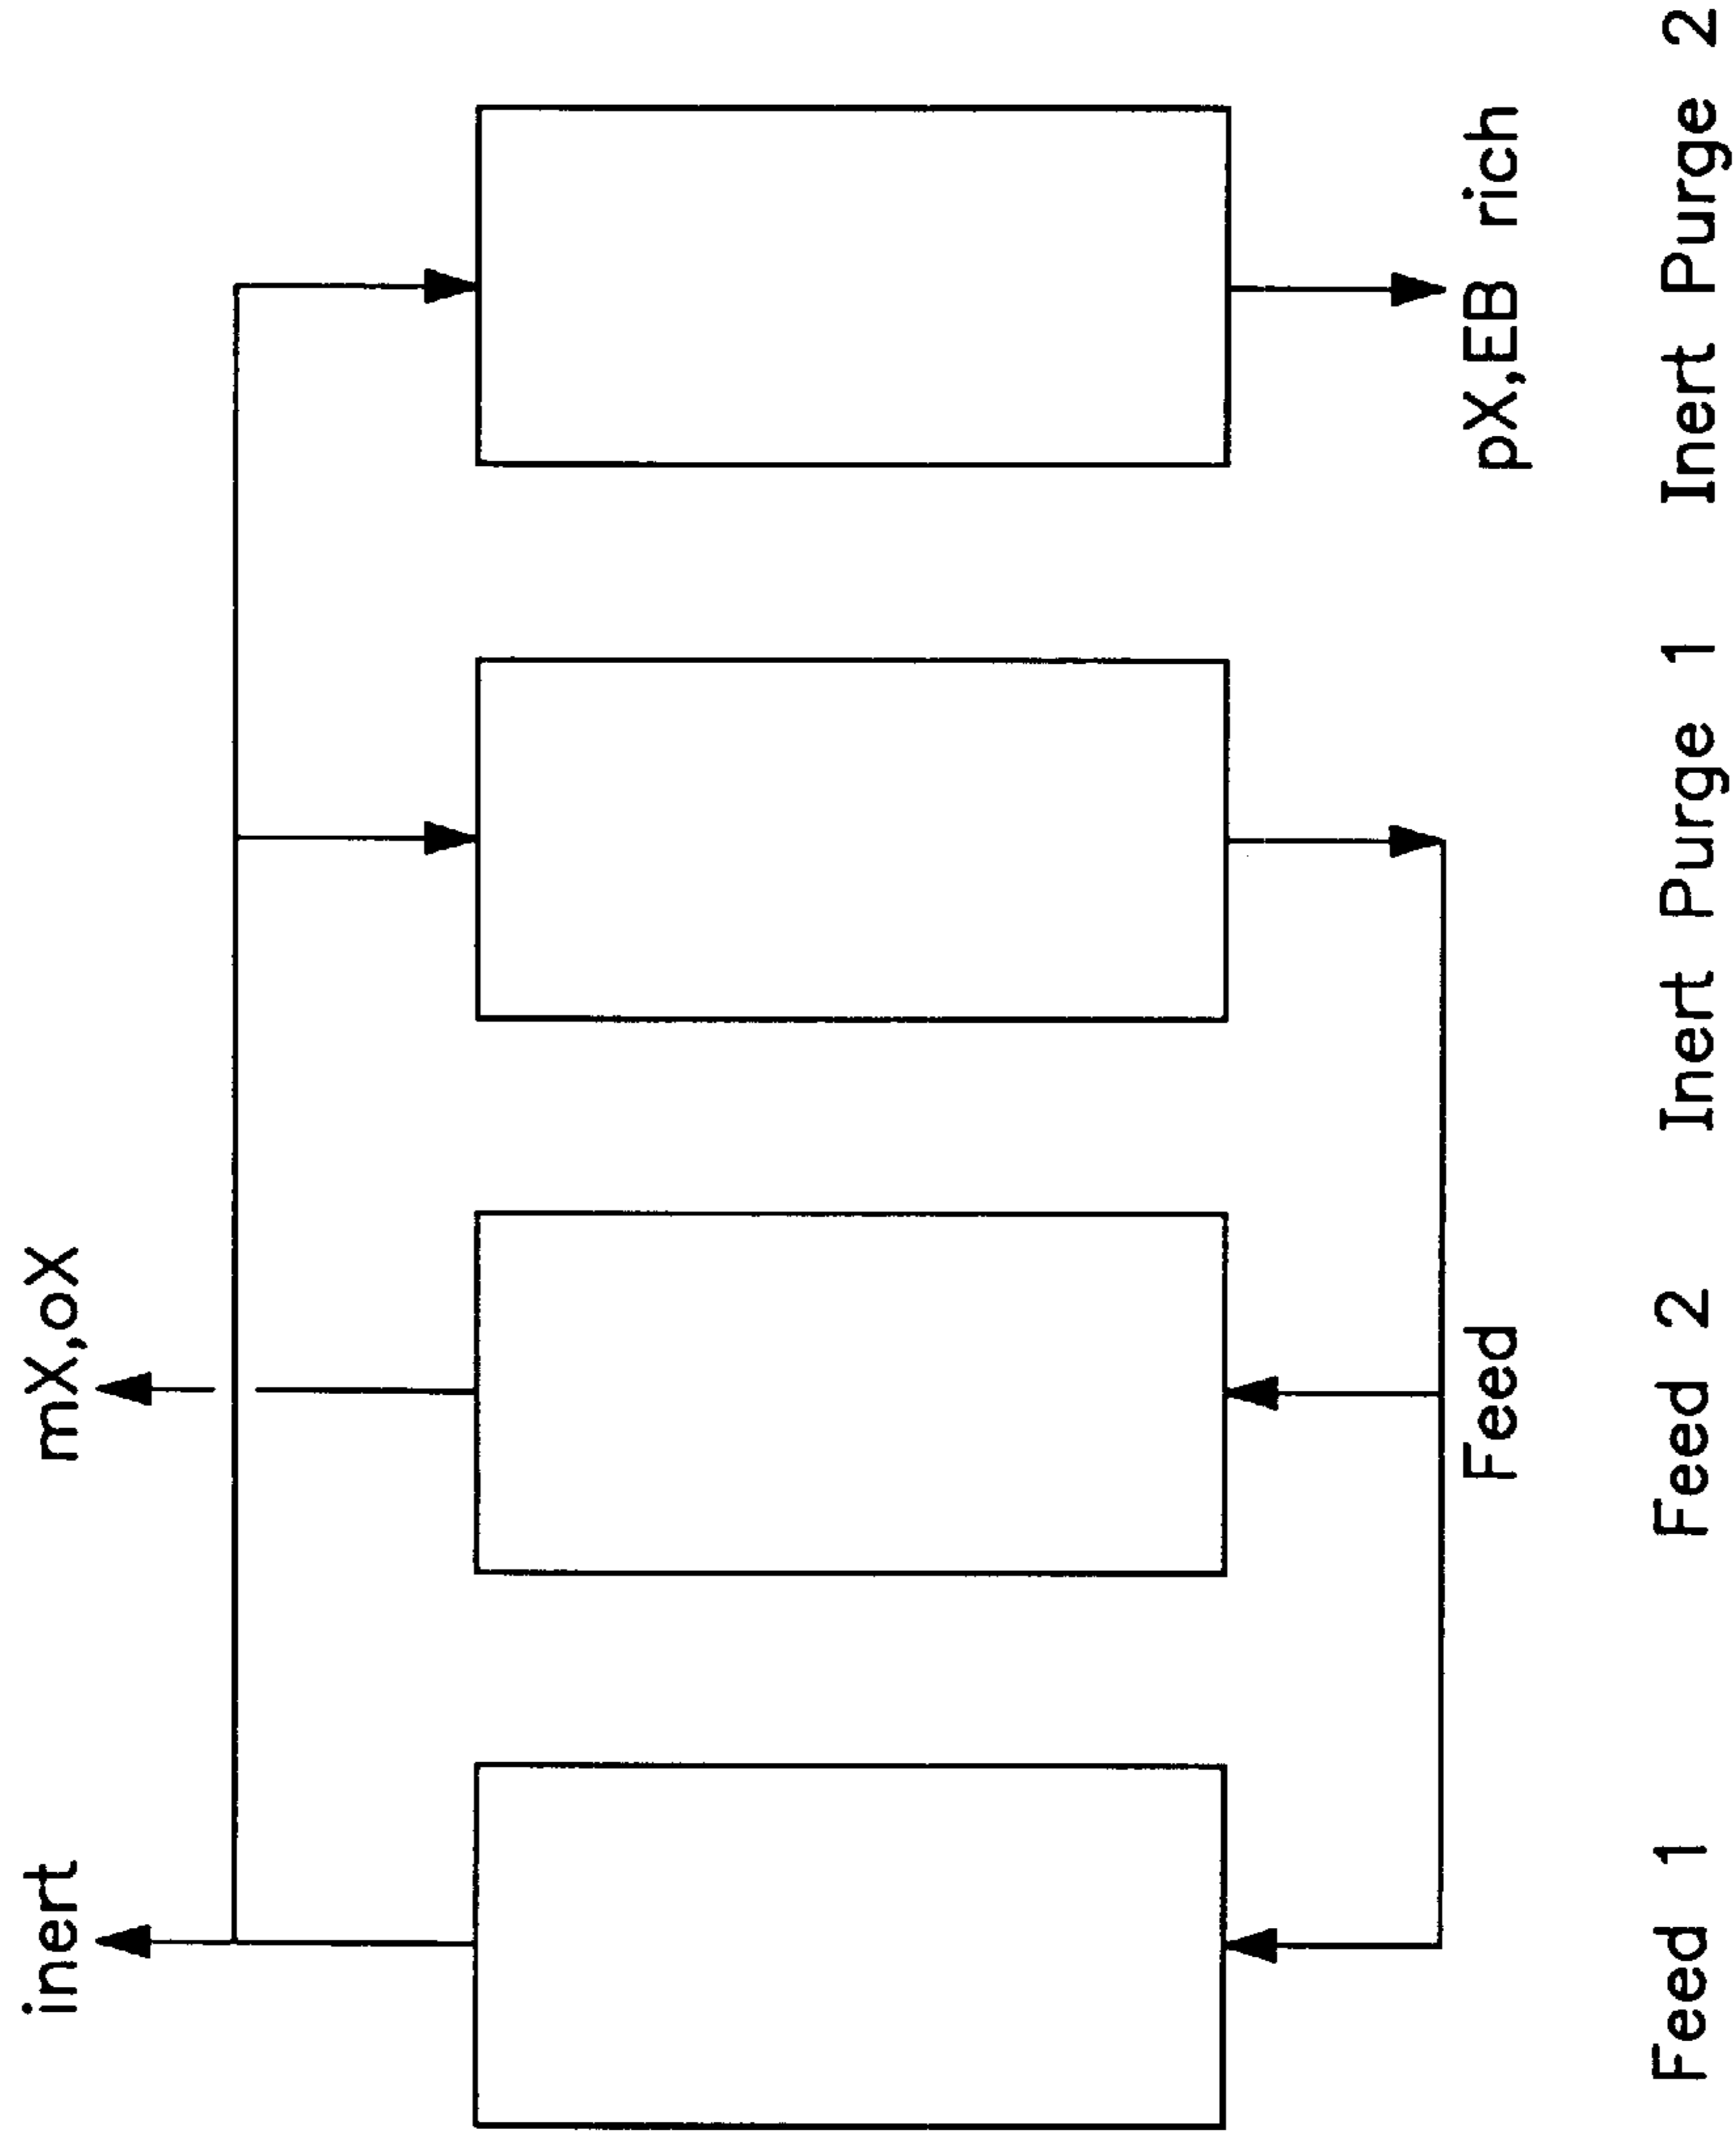 inert mX,oX
Feed pX,EB rich
Feed 1 Feed 2 Inert Purge 1 Inert Purge 2